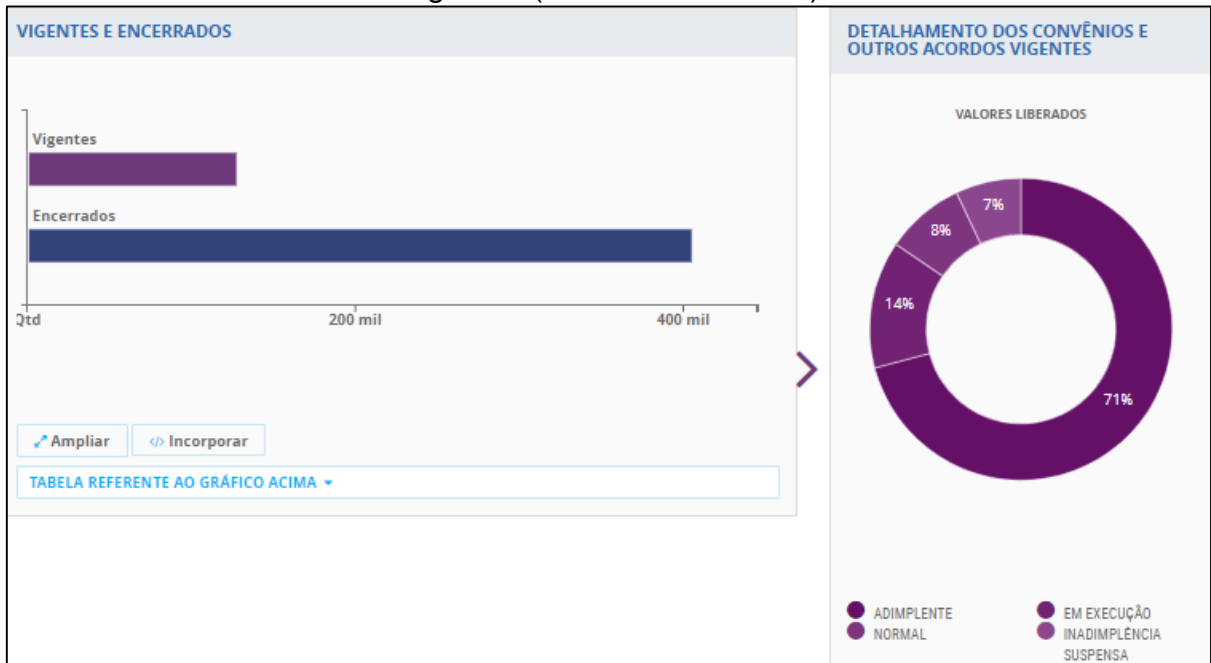 VIGENTES E ENCERRADOS
Vigentes
Encerrados
Qtd
200 mil
400 mil
Ampliar
</> Incorporar
TABELA REFERENTE AO GRÁFICO ACIMA
DETALHAMENTO DOS CONVÊNIOS E
OUTROS ACORDOS VIGENTES
VALORES LIBERADOS
7%
8%
14%
71%
ADIMPLENTE
NORMAL
EM EXECUÇÃO
INADIMPLÊNCIA
SUSPENSA